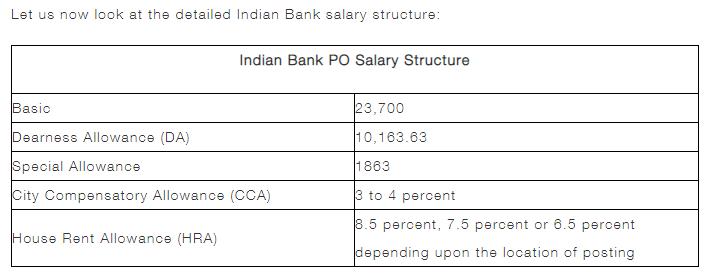 Let us now look at the detailed Indian Bank salary structure:
Indian Bank PO Salary Structure
Basic 23,700
Dearness Allowance (DA) 10,163.63
Special Allowance 1863
City Compensatory Allowance (CCA) 3 to 4 percent
House Rent Allowance (HRA) 8.5 percent, 7.5 percent or 6.5 percent
depending upon the location of posting